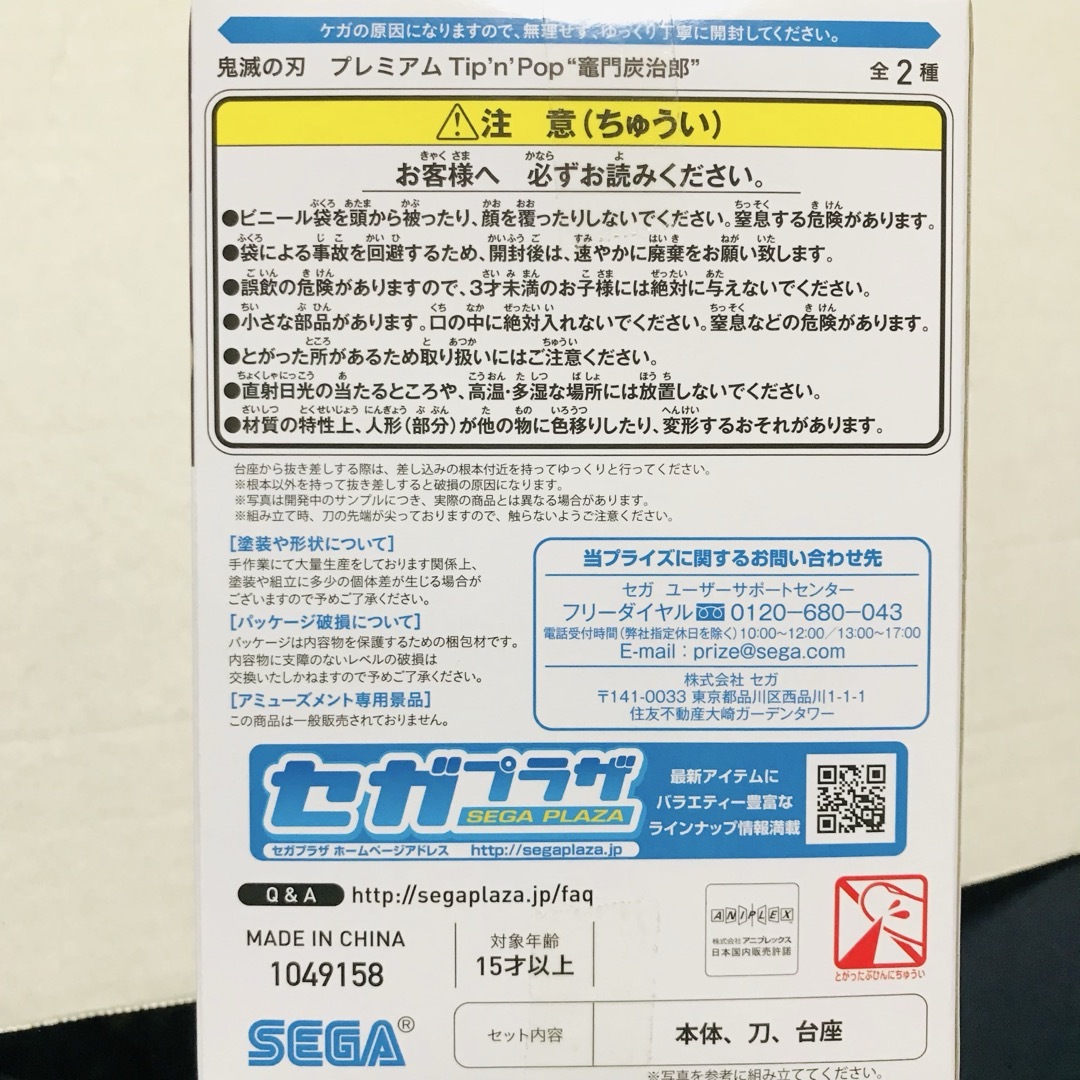 ケガの原因になりますので、無理せず、ゆっくり丁寧に開封してください。
鬼滅の刃 プレミアムTip'n'Pop“竈門炭治郎”
全2種
⚠注 意(ちゅうい)
お客様へ 必ずお読みください。
●ビニール袋を頭から被ったり、顔を覆ったりしないでください。窒息する危険があります。
●袋による事故を回避するため、開封後は、速やかに廃棄をお願い致します。
●誤飲の危険がありますので、3才未満のお子様には絶対に与えないでください。
●小さな部品があります。口の中に絶対入れないでください。窒息などの危険があります。
●とがった所があるため取り扱いにはご注意ください。
●直射日光の当たるところや、高温・多湿な場所には放置しないでください。
●材質の特性上、人形(部分)が他の物に色移りしたり、変形するおそれがあります。
台座から抜き差しする際は、差し込みの根本付近を持ってゆっくりと行ってください。
※根本以外を持って抜き差しすると破損の原因になります。
※写真は開発中のサンプルにつき、実際の商品とは異なる場合があります。
※組み立て時、刀の先端が尖っておりますので、触らないようご注意ください。
[塗装や形状について]
手作業にて大量生産をしております関係上、
塗装や組立に多少の個体差が生じる場合が
ございますので予めご了承ください。
[パッケージ破損について]
パッケージは内容物を保護するための梱包材です。
内容物に支障のないレベルの破損は
交換いたしかねますので予めご了承ください。
[アミューズメント専用景品]
この商品は一般販売されておりません。
当プライズに関するお問い合わせ先
セガ ユーザーサポートセンター
フリーダイヤル 0120-680-043
電話受付時間(弊社指定休日を除く)10:00~12:00/13:00~17:00
E-mail:prize@sega.com
株式会社 セガ
〒141-0033 東京都品川区西品川1-1-1
住友不動産大崎ガーデンタワー
セガプラザ
SEGA PLAZA
セガプラザ ホームページアドレス http://segaplaza.jp
最新アイテムに
バラエティー豊富な
ラインナップ情報満載
Q & A http://segaplaza.jp/faq
MADE IN CHINA
1049158
対象年齢
15才以上
ANIPLEX
株式会社 アニプレックス
日本国内販売許諾
とがったぶひんにちゅうい
SEGA®
セット内容
本体、刀、台座
※写真を参考に組み立ててください。